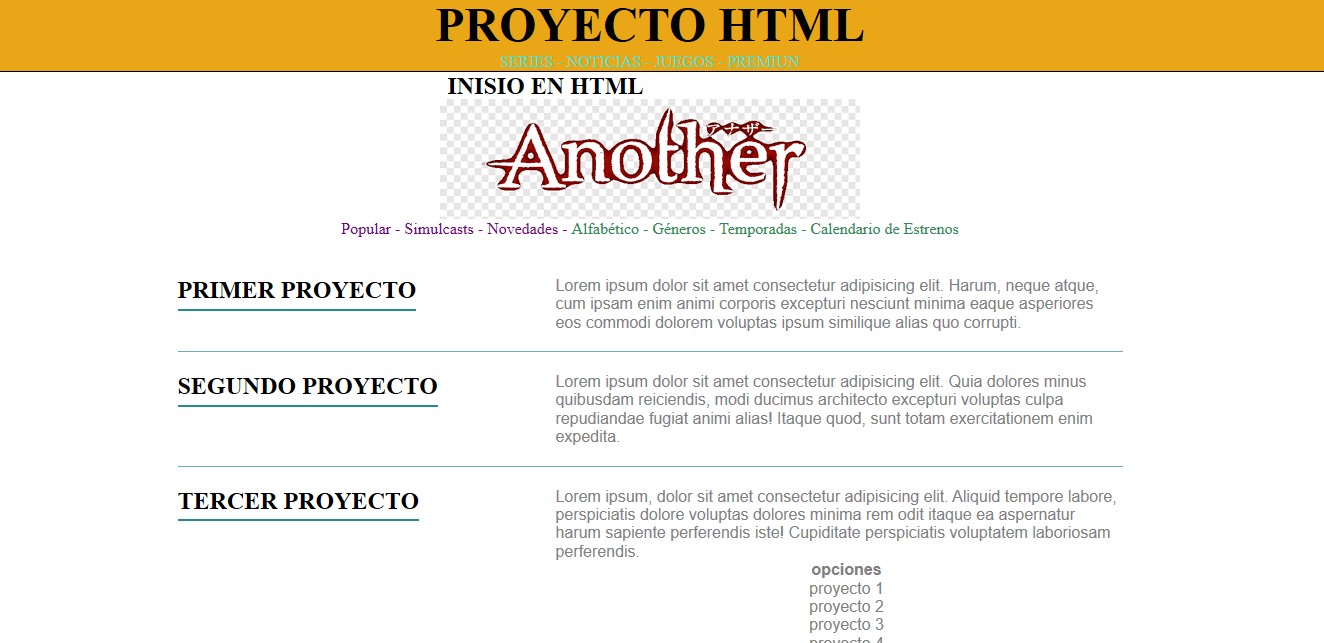 PROYECTO HTML
SERIES - NOTICIAS - JUEGOS - PREMIUN
INISIO EN HTML
アナザー
Another
Popular - Simulcasts - Novedades - Alfabético - Géneros - Temporadas - Calendario de Estrenos
PRIMER PROYECTO
Lorem ipsum dolor sit amet consectetur adipisicing elit. Harum, neque atque,
cum ipsam enim animi corporis excepturi nesciunt minima eaque asperiores
eos commodi dolorem voluptas ipsum similique alias quo corrupti.
SEGUNDO PROYECTO
Lorem ipsum dolor sit amet consectetur adipisicing elit. Quia dolores minus
quibusdam reiciendis, modi ducimus architecto excepturi voluptas culpa
repudiandae fugiat animi alias! Itaque quod, sunt totam exercitationem enim
expedita.
TERCER PROYECTO
Lorem ipsum, dolor sit amet consectetur adipisicing elit. Aliquid tempore labore,
perspiciatis dolore voluptas dolores minima rem odit itaque ea aspernatur
harum sapiente perferendis iste! Cupiditate perspiciatis voluptatem laboriosam
perferendis.
opciones
proyecto 1
proyecto 2
proyecto 3
proyecto 4